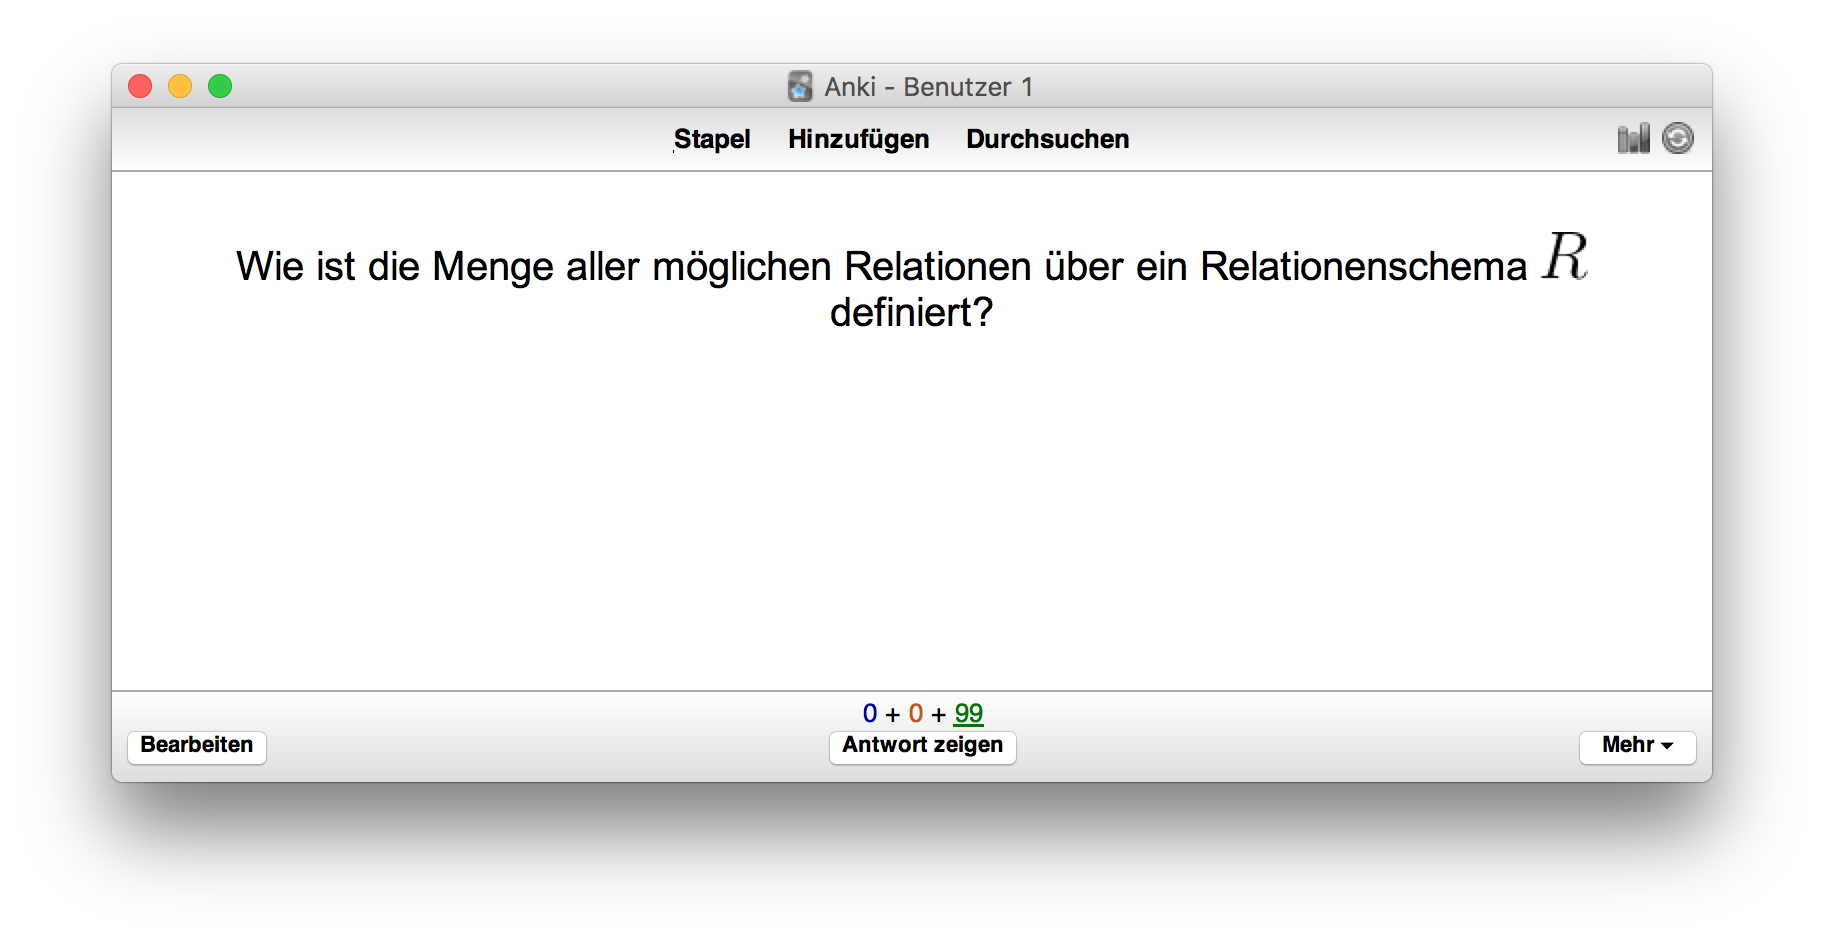 Anki - Benutzer 1
Stapel Hinzufügen Durchsuchen
Wie ist die Menge aller möglichen Relationen über ein Relationenschema R
definiert?
0 + 0 + 99
Bearbeiten Antwort zeigen Mehr